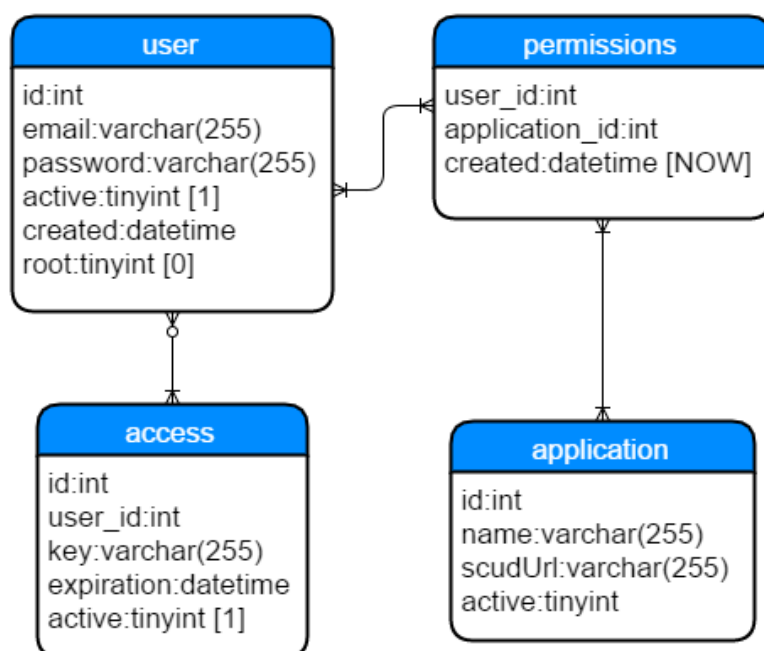 user
id:int
email:varchar(255)
password:varchar(255)
active:tinyint [1]
created:datetime
root:tinyint [0]
permissions
user_id:int
application_id:int
created:datetime [NOW]
access
id:int
user_id:int
key:varchar(255)
expiration:datetime
active:tinyint [1]
application
id:int
name:varchar(255)
scudUrl:varchar(255)
active:tinyint